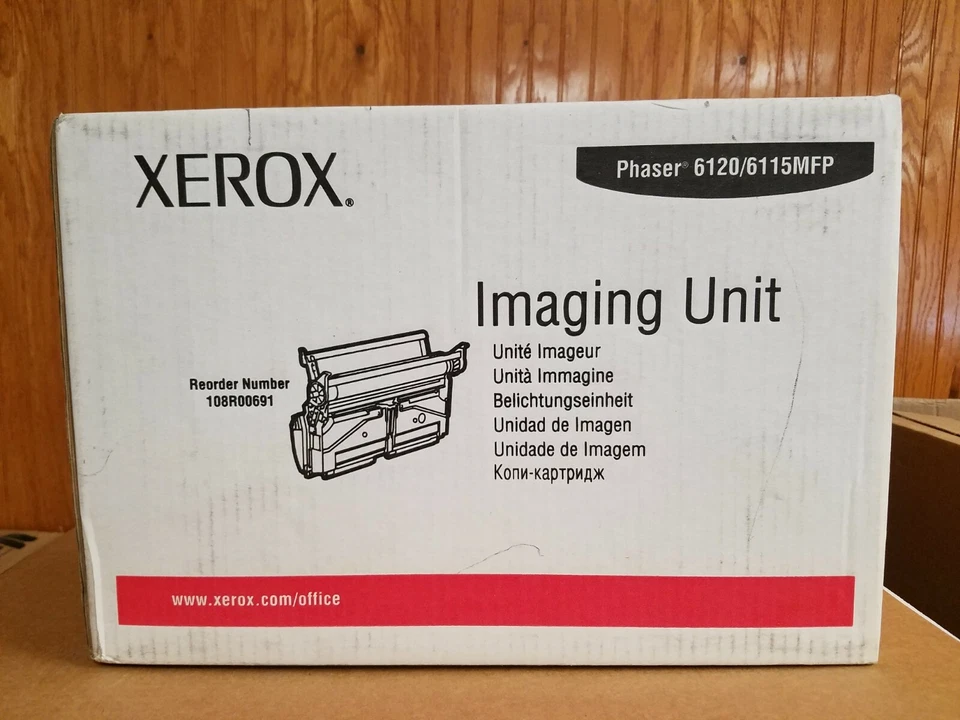 XEROX®
Phaser® 6120/6115MFP
Imaging Unit
Unité Imageur
Unità Immagine
Belichtungseinheit
Unidad de Imagen
Unidade de Imagem
Копи-картридж
Reorder Number
108R00691
www.xerox.com/office